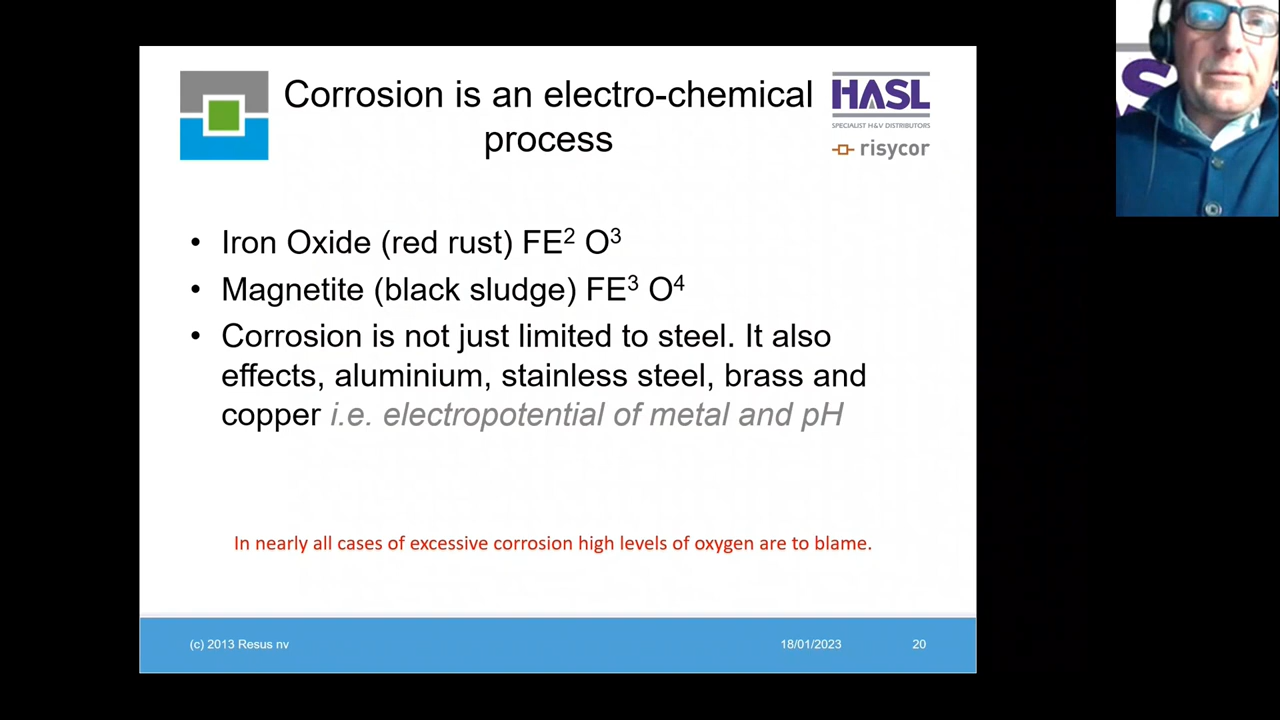 Corrosion is an electro-chemical
process
HASL
SPECIALIST H&V DISTRIBUTORS
risycor
S
• Iron Oxide (red rust) FE² O³
• Magnetite (black sludge) FE³ O⁴
• Corrosion is not just limited to steel. It also
effects, aluminium, stainless steel, brass and
copper i.e. electropotential of metal and pH
In nearly all cases of excessive corrosion high levels of oxygen are to blame.
(c) 2013 Resus nv
18/01/2023
20